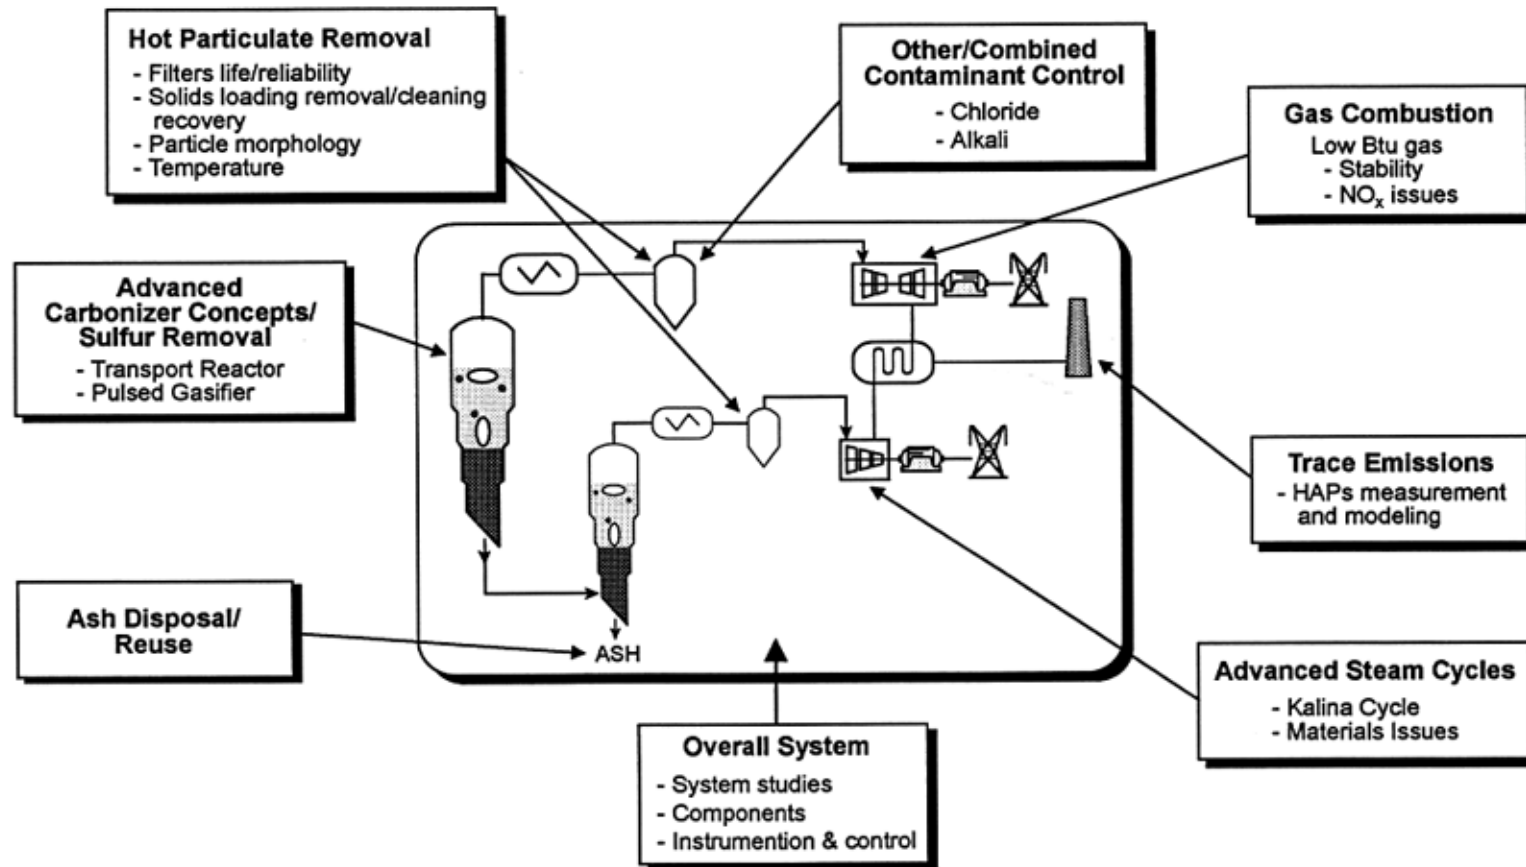 Hot Particulate Removal
- Filters life/reliability
- Solids loading removal/cleaning
recovery
- Particle morphology
- Temperature
Other/Combined
Contaminant Control
- Chloride
- Alkali
Gas Combustion
Low Btu gas
- Stability
- NOₓ issues
Advanced
Carbonizer Concepts/
Sulfur Removal
- Transport Reactor
- Pulsed Gasifier
Trace Emissions
- HAPs measurement
and modeling
Ash Disposal/
Reuse
ASH
Advanced Steam Cycles
- Kalina Cycle
- Materials Issues
Overall System
- System studies
- Components
- Instrumention & control